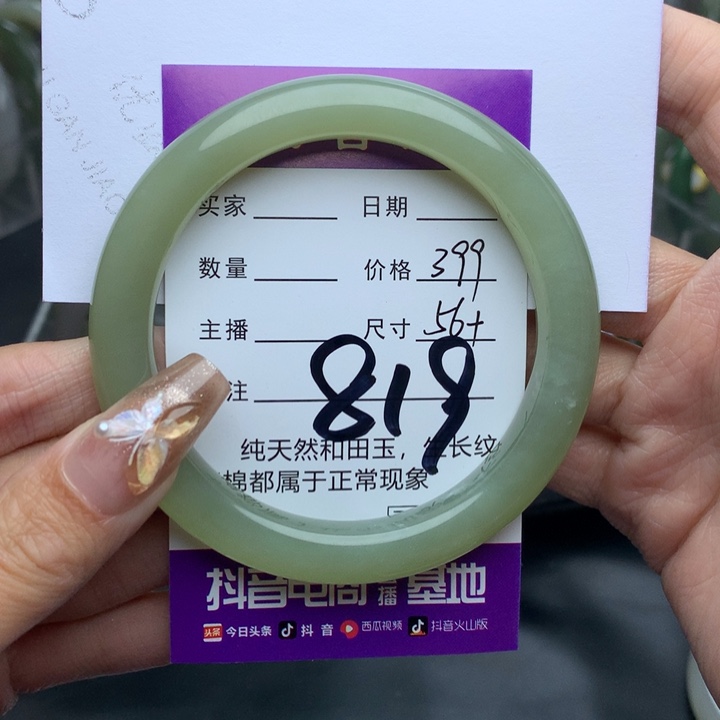 买家
日期
数量
价格 399
主播
尺寸 56+
注
819
纯天然和田玉,生长纹
棉都属于正常现象
抖音电商直播基地
头条 今日头条 抖音 西瓜视频 抖音火山版